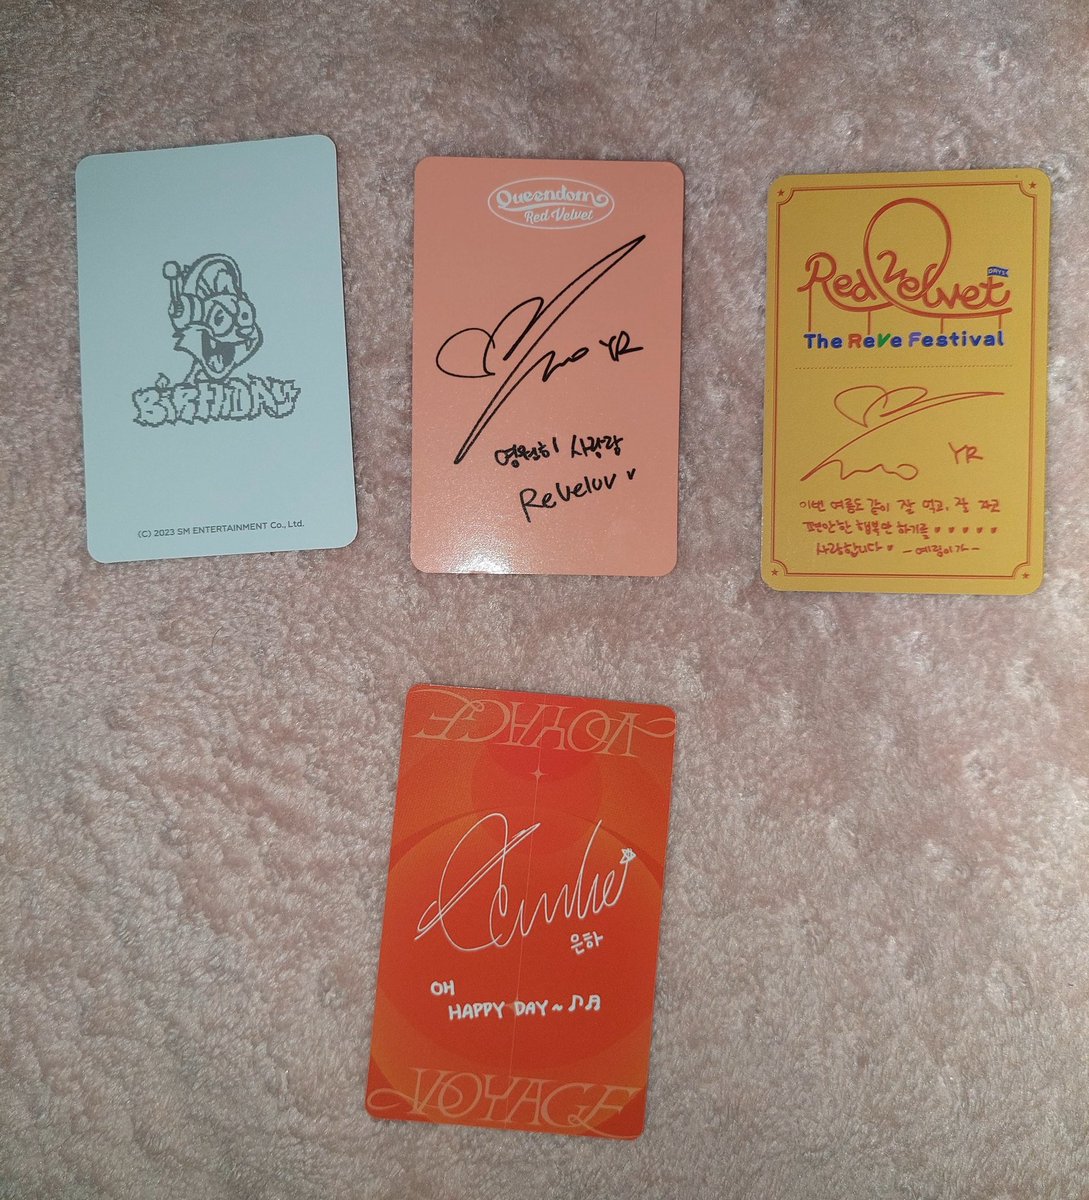 BiRTHDAY
(C) 2023 SM ENTERTAINMENT Co., Ltd.
Queendom
Red Velvet
YR
영원히 사랑랑
ReVeluv
Red Velvet
DAY 1
The ReVe Festival
YR
이번 여름도 같이 잘 먹고, 잘 자고
편안한 행복만 하기를
사랑합니다 -예림이가-
VOYAGE
은하
OH
HAPPY DAY~
VOYAGE